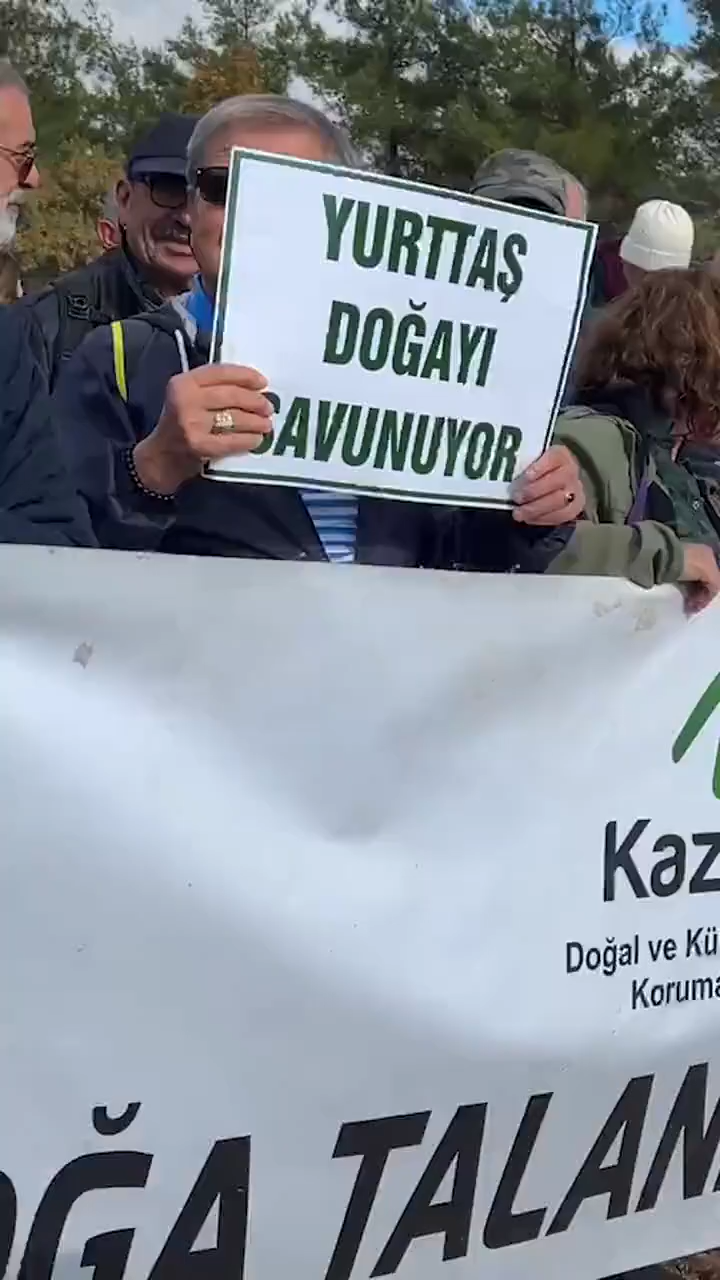 YURTTAŞ
DOĞAYI
SAVUNUYOR
Kaz
Doğal ve Kü
Koruma
OĞA TALAN